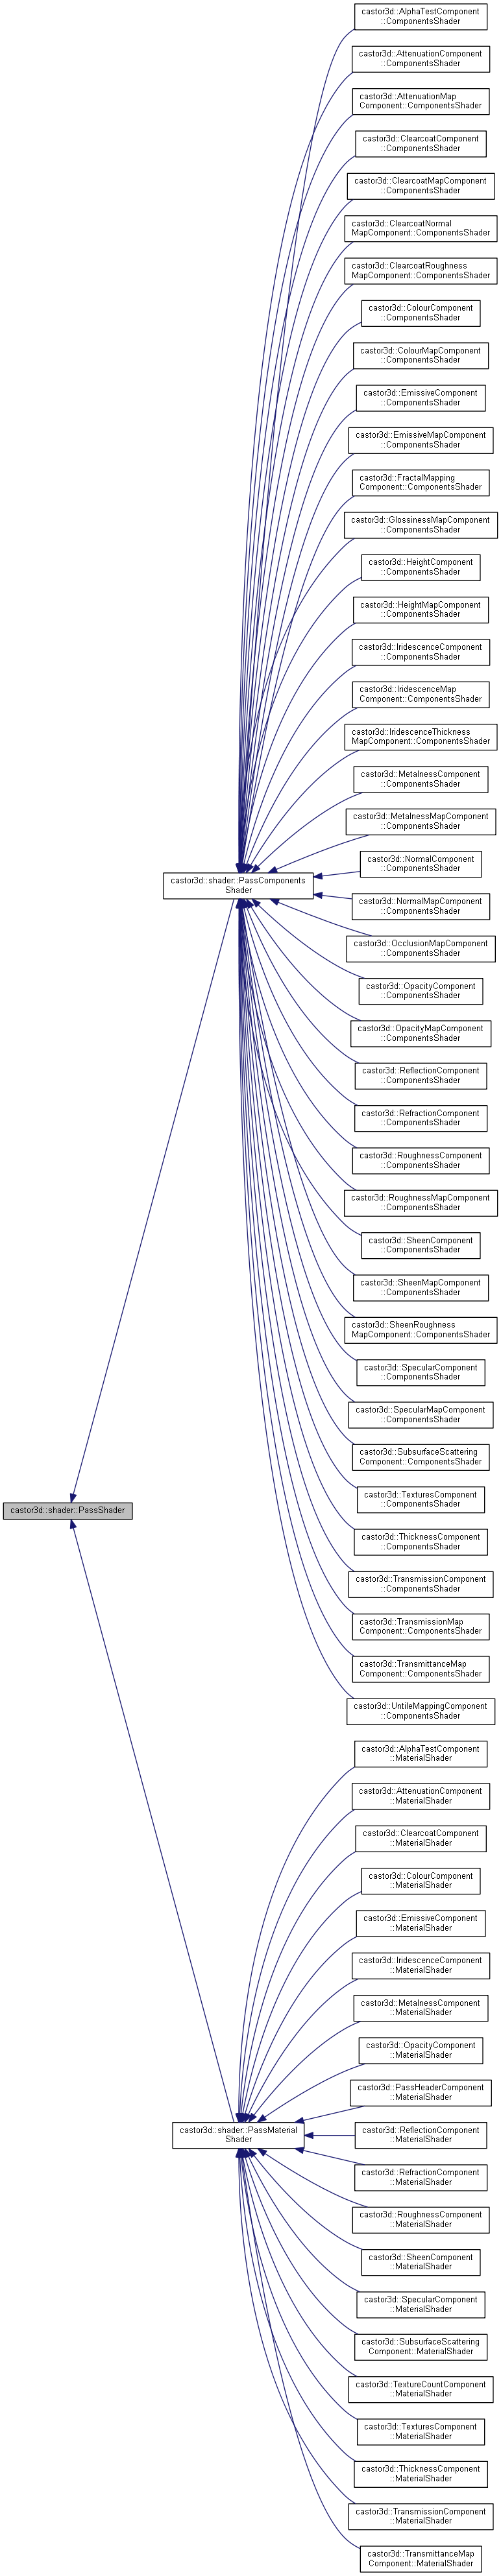 castor3d::AlphaTestComponent
::ComponentsShader
castor3d::AttenuationComponent
::ComponentsShader
castor3d::AttenuationMap
Component::ComponentsShader
castor3d::ClearcoatComponent
::ComponentsShader
castor3d::ClearcoatMapComponent
::ComponentsShader
castor3d::ClearcoatNormal
MapComponent::ComponentsShader
castor3d::ClearcoatRoughness
MapComponent::ComponentsShader
castor3d::ColourComponent
::ComponentsShader
castor3d::ColourMapComponent
::ComponentsShader
castor3d::EmissiveComponent
::ComponentsShader
castor3d::EmissiveMapComponent
::ComponentsShader
castor3d::FractalMapping
Component::ComponentsShader
castor3d::GlossinessMapComponent
::ComponentsShader
castor3d::HeightComponent
::ComponentsShader
castor3d::HeightMapComponent
::ComponentsShader
castor3d::IridescenceComponent
::ComponentsShader
castor3d::IridescenceMap
Component::ComponentsShader
castor3d::IridescenceThickness
MapComponent::ComponentsShader
castor3d::MetalnessComponent
::ComponentsShader
castor3d::MetalnessMapComponent
::ComponentsShader
castor3d::NormalComponent
::ComponentsShader
castor3d::shader::PassComponents
Shader
castor3d::NormalMapComponent
::ComponentsShader
castor3d::OcclusionMapComponent
::ComponentsShader
castor3d::OpacityComponent
::ComponentsShader
castor3d::OpacityMapComponent
::ComponentsShader
castor3d::ReflectionComponent
::ComponentsShader
castor3d::RefractionComponent
::ComponentsShader
castor3d::RoughnessComponent
::ComponentsShader
castor3d::RoughnessMapComponent
::ComponentsShader
castor3d::SheenComponent
::ComponentsShader
castor3d::SheenMapComponent
::ComponentsShader
castor3d::SheenRoughness
MapComponent::ComponentsShader
castor3d::SpecularComponent
::ComponentsShader
castor3d::SpecularMapComponent
::ComponentsShader
castor3d::SubsurfaceScattering
Component::ComponentsShader
castor3d::TexturesComponent
::ComponentsShader
castor3d::shader::PassShader
castor3d::ThicknessComponent
::ComponentsShader
castor3d::TransmissionComponent
::ComponentsShader
castor3d::TransmissionMap
Component::ComponentsShader
castor3d::TransmittanceMap
Component::ComponentsShader
castor3d::UntileMappingComponent
::ComponentsShader
castor3d::AlphaTestComponent
::MaterialShader
castor3d::AttenuationComponent
::MaterialShader
castor3d::ClearcoatComponent
::MaterialShader
castor3d::ColourComponent
::MaterialShader
castor3d::EmissiveComponent
::MaterialShader
castor3d::IridescenceComponent
::MaterialShader
castor3d::MetalnessComponent
::MaterialShader
castor3d::OpacityComponent
::MaterialShader
castor3d::PassHeaderComponent
::MaterialShader
castor3d::shader::PassMaterial
Shader
castor3d::ReflectionComponent
::MaterialShader
castor3d::RefractionComponent
::MaterialShader
castor3d::RoughnessComponent
::MaterialShader
castor3d::SheenComponent
::MaterialShader
castor3d::SpecularComponent
::MaterialShader
castor3d::SubsurfaceScattering
Component::MaterialShader
castor3d::TextureCountComponent
::MaterialShader
castor3d::TexturesComponent
::MaterialShader
castor3d::ThicknessComponent
::MaterialShader
castor3d::TransmissionComponent
::MaterialShader
castor3d::TransmittanceMap
Component::MaterialShader